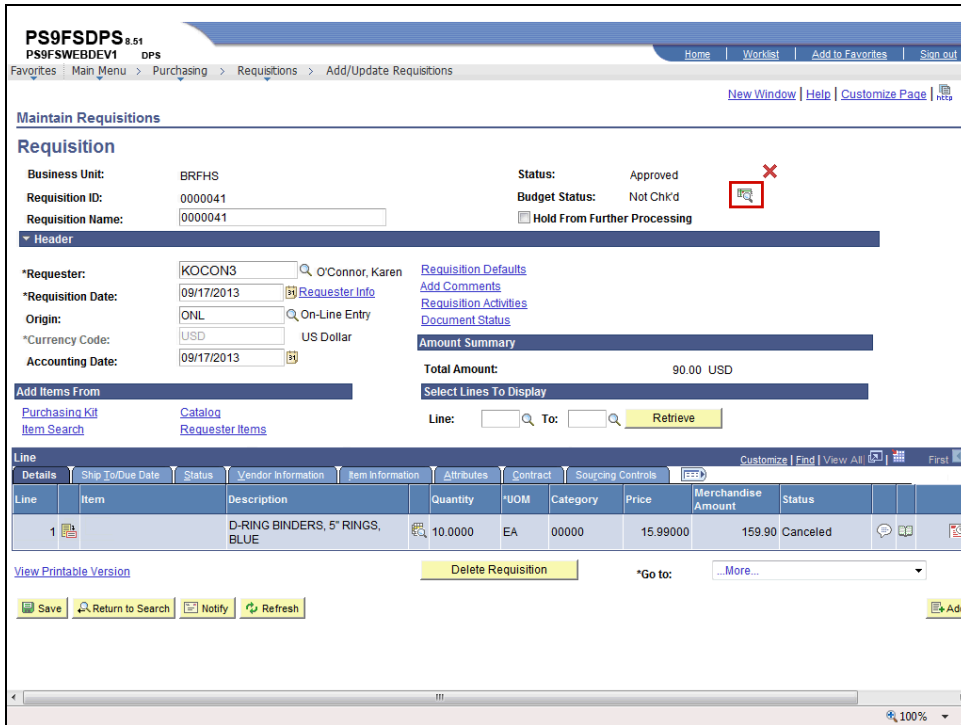 PS9FSDPS 8.51
PS9FSWEBDEV1 DPS
Home | Worklist | Add to Favorites | Sign out
Favorites Main Menu > Purchasing > Requisitions > Add/Update Requisitions
New Window | Help | Customize Page | http
Maintain Requisitions
Requisition
Business Unit: BRFHS Status: Approved
Requisition ID: 0000041 Budget Status: Not Chk'd
Requisition Name: 0000041 Hold From Further Processing
Header
*Requester: KOCON3 O'Connor, Karen Requisition Defaults
*Requisition Date: 09/17/2013 31 Requester Info Add Comments
Origin: ONL On-Line Entry Requisition Activities
Document Status
*Currency Code: USD US Dollar Amount Summary
Accounting Date: 09/17/2013 31 Total Amount: 90.00 USD
Add Items From Select Lines To Display
Purchasing Kit Catalog Line: To: Retrieve
Item Search Requester Items
Line Customize | Find | View All | First
Details Ship To/Due Date Status Vendor Information Item Information Attributes Contract Sourcing Controls
Line Item Description Quantity *UOM Category Price Merchandise Amount Status
1 D-RING BINDERS, 5" RINGS, BLUE 10.0000 EA 00000 15.99000 159.90 Canceled
View Printable Version Delete Requisition *Go to: ...More...
Save Return to Search Notify Refresh Add
100%